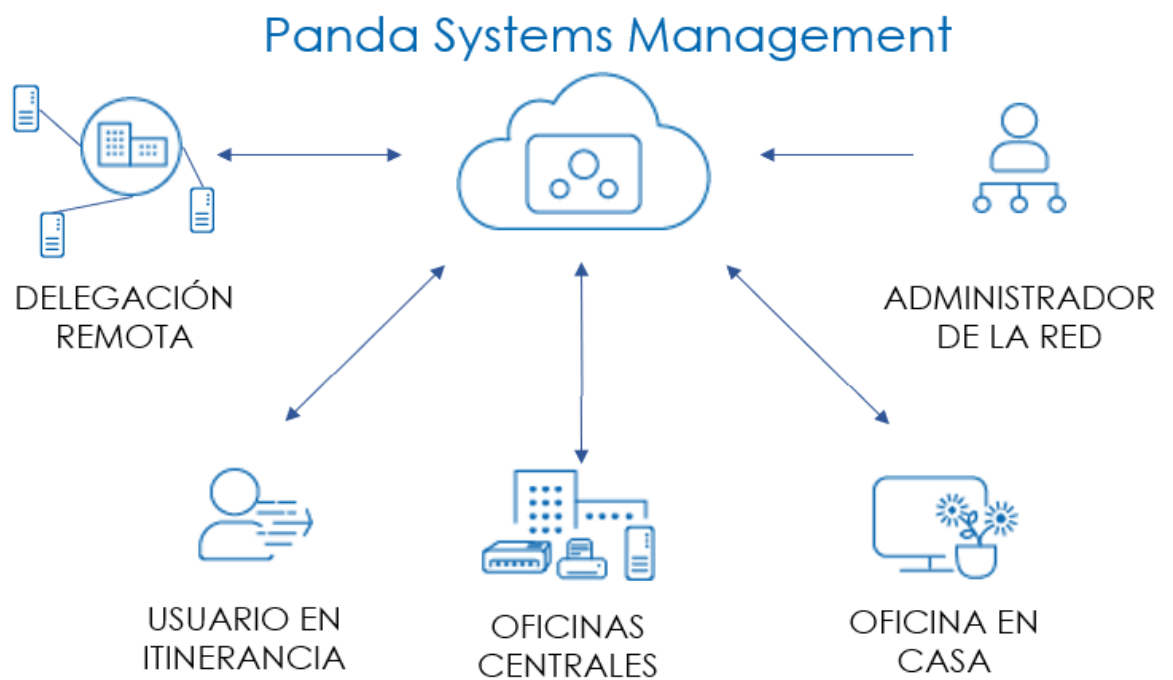 Panda Systems Management
DELEGACIÓN
REMOTA
ADMINISTRADOR
DE LA RED
USUARIO EN
ITINERANCIA
OFICINAS
CENTRALES
OFICINA EN
CASA